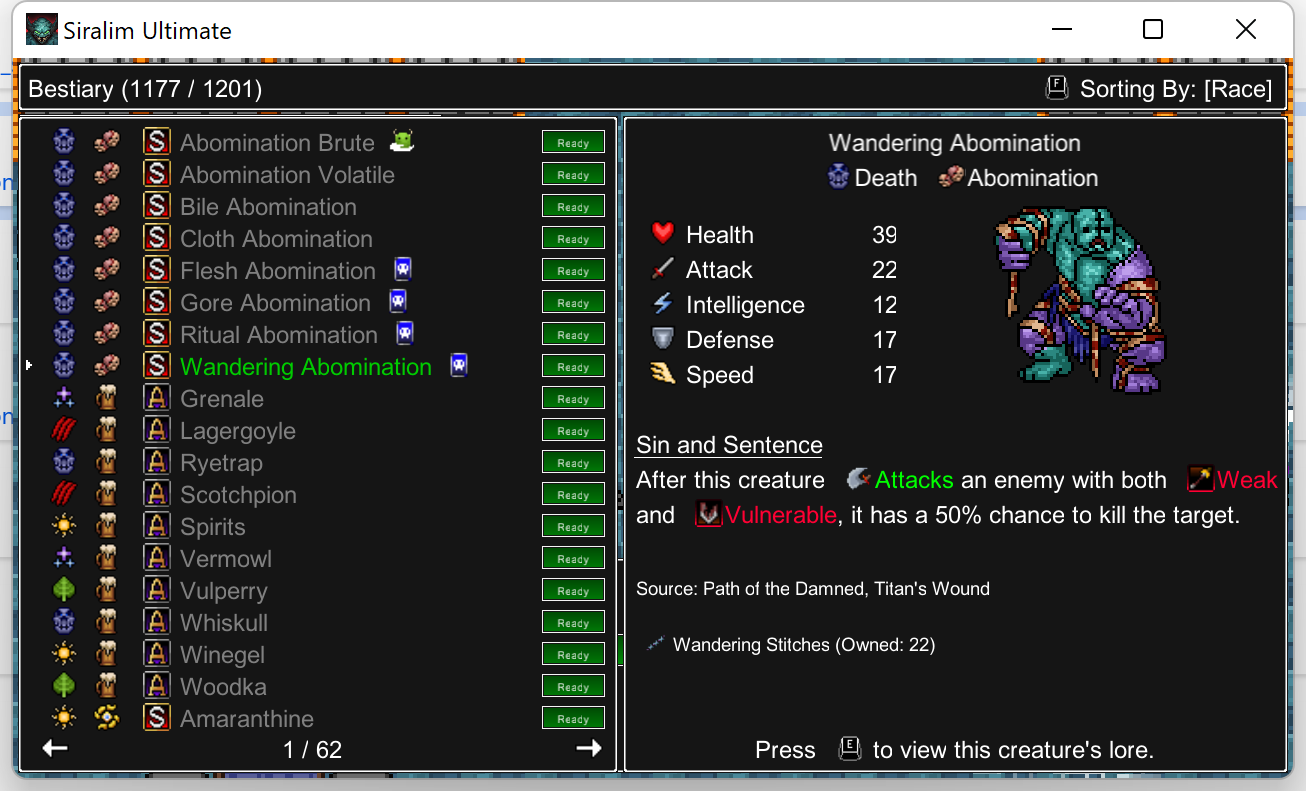 Siralim Ultimate
Bestiary (1177 / 1201)
F Sorting By: [Race]
S Abomination Brute Ready
S Abomination Volatile Ready
S Bile Abomination Ready
S Cloth Abomination Ready
S Flesh Abomination Ready
S Gore Abomination Ready
S Ritual Abomination Ready
S Wandering Abomination Ready
A Grenale Ready
A Lagergoyle Ready
A Ryetrap Ready
A Scotchpion Ready
A Spirits Ready
A Vermowl Ready
A Vulperry Ready
A Whiskull Ready
A Winegel Ready
A Woodka Ready
S Amaranthine Ready
1 / 62
Wandering Abomination
Death Abomination
Health 39
Attack 22
Intelligence 12
Defense 17
Speed 17
Sin and Sentence
After this creature Attacks an enemy with both Weak
and Vulnerable, it has a 50% chance to kill the target.
Source: Path of the Damned, Titan's Wound
Wandering Stitches (Owned: 22)
Press E to view this creature's lore.